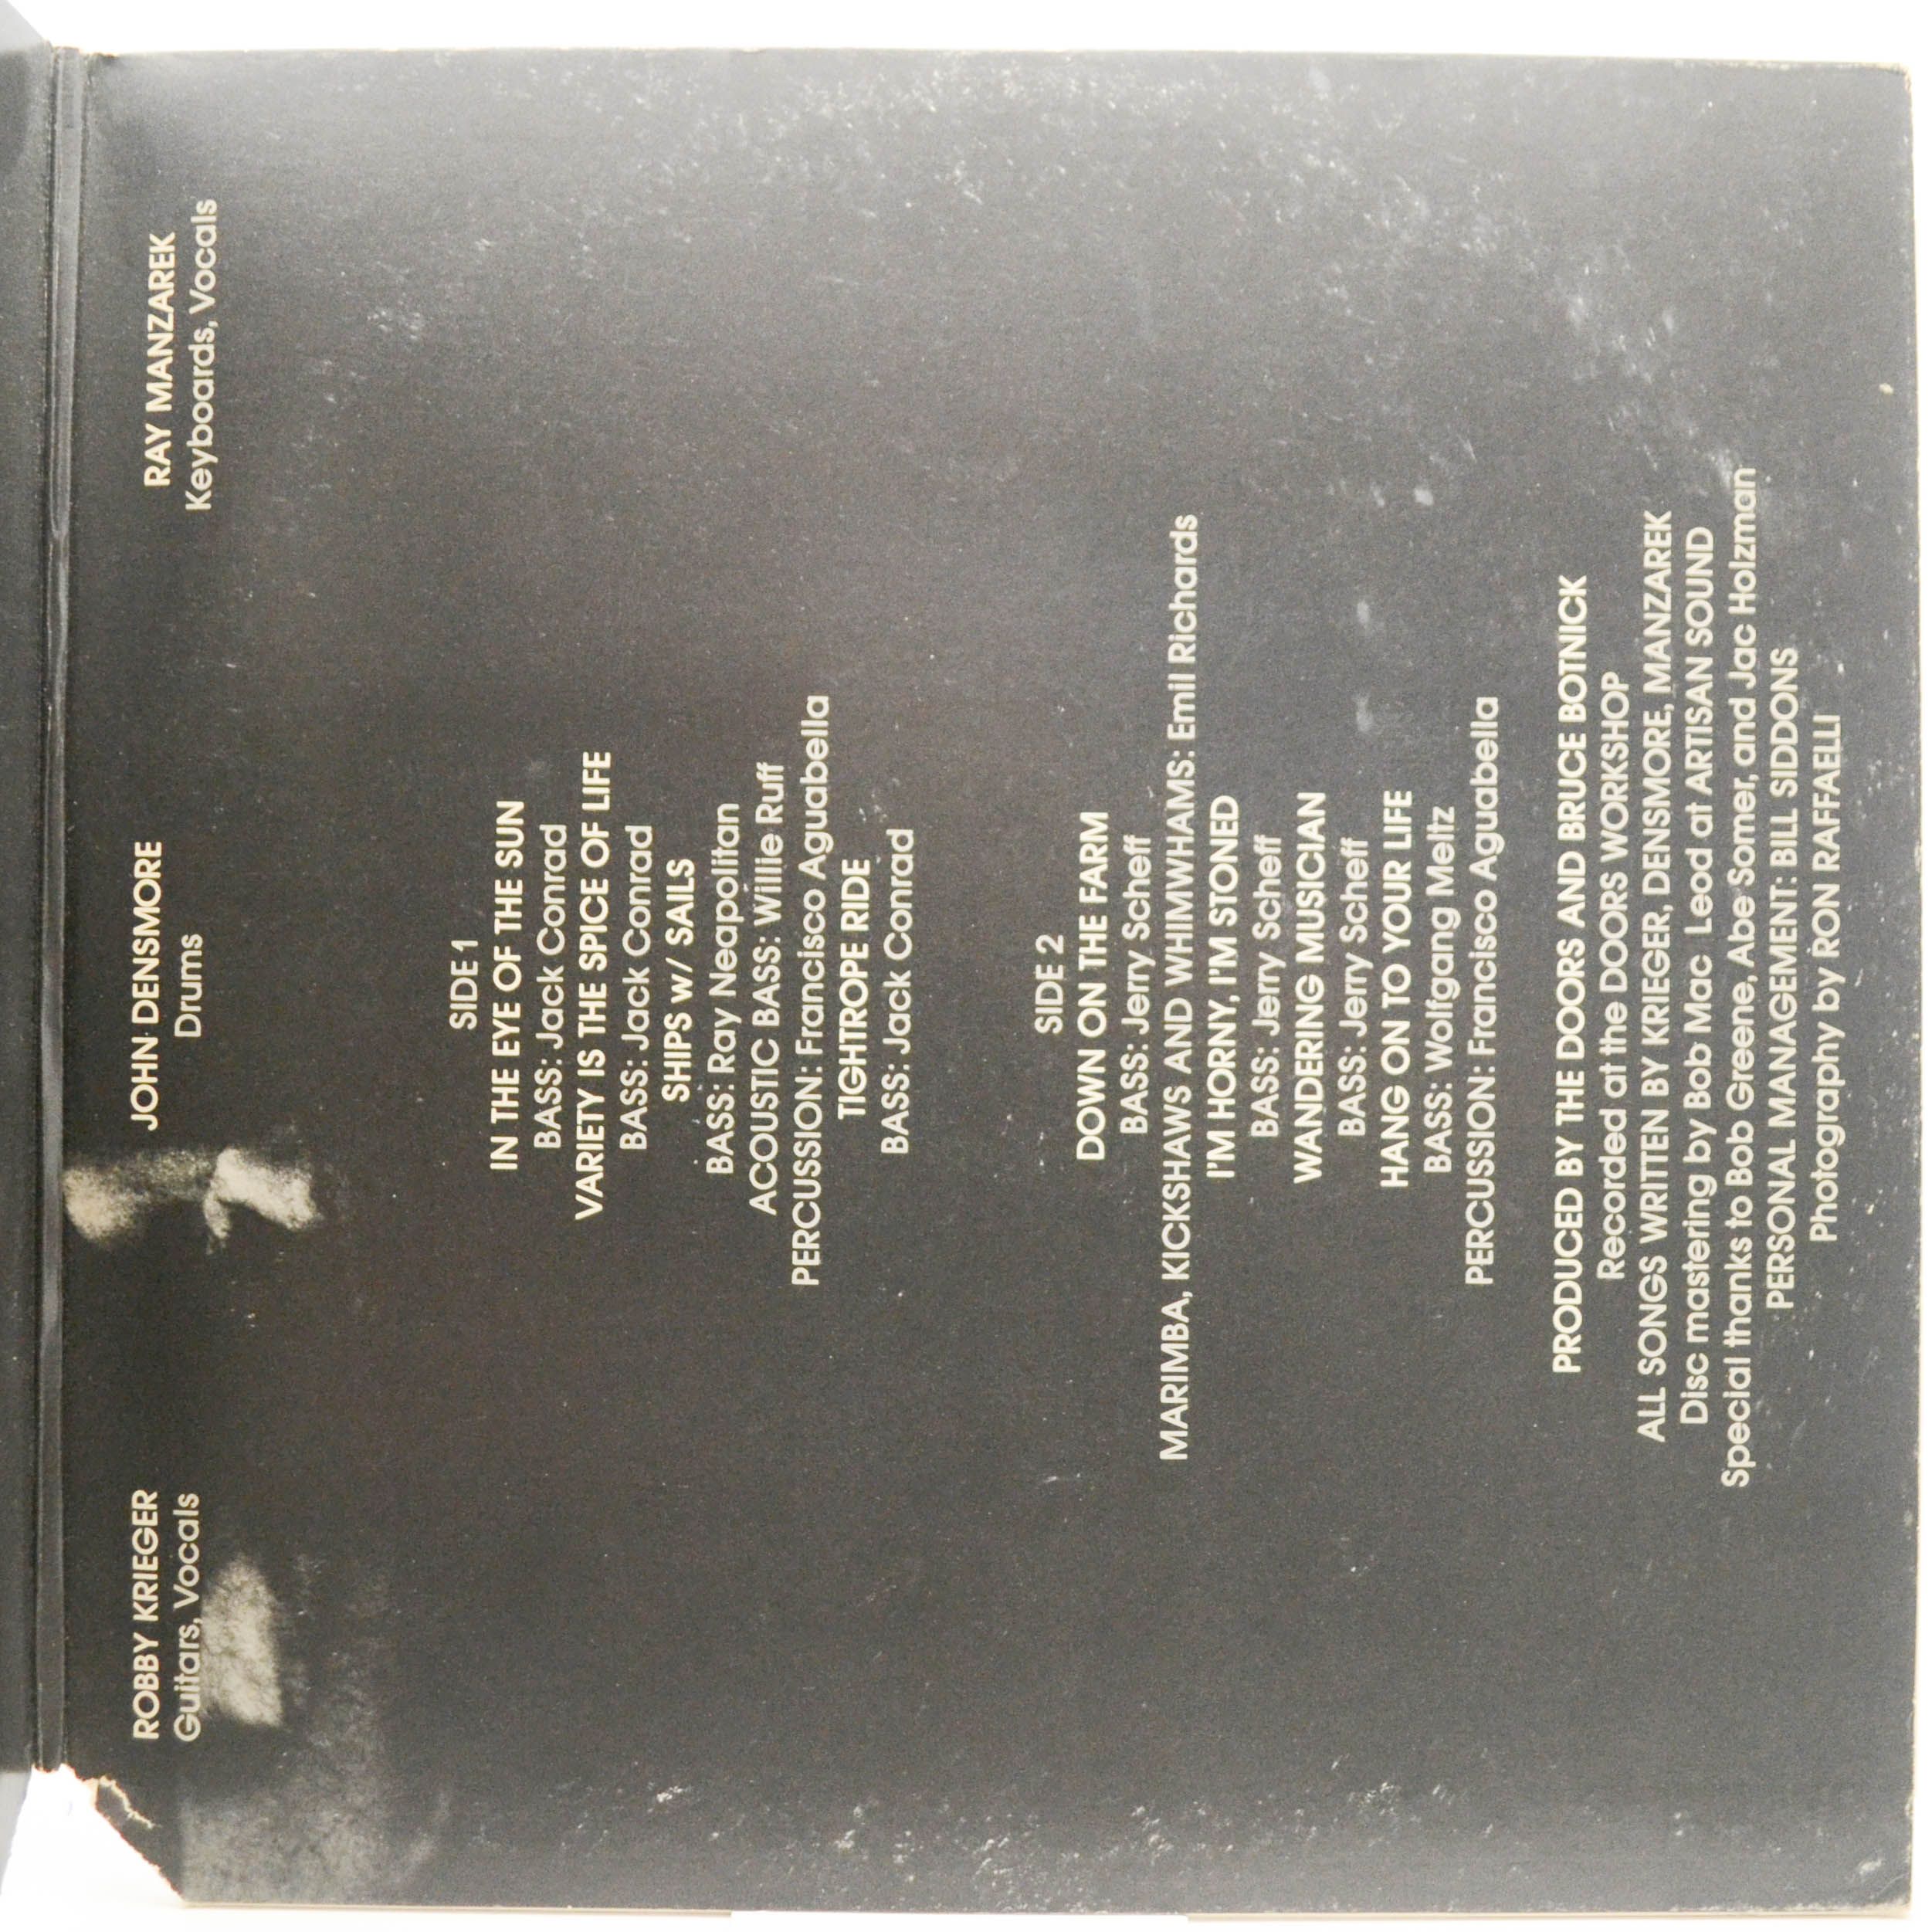 ROBBY KRIEGER
Guitars, Vocals
JOHN DENSMORE
Drums
RAY MANZAREK
Keyboards, Vocals
SIDE 1
IN THE EYE OF THE SUN
BASS: Jack Conrad
VARIETY IS THE SPICE OF LIFE
BASS: Jack Conrad
SHIPS w/ SAILS
BASS: Ray Neapolitan
ACOUSTIC BASS: Willie Ruff
PERCUSSION: Francisco Aguabella
TIGHTROPE RIDE
BASS: Jack Conrad
SIDE 2
DOWN ON THE FARM
BASS: Jerry Scheff
MARIMBA, KICKSHAWS AND WHIMWHAMS: Emil Richards
I'M HORNY, I'M STONED
BASS: Jerry Scheff
WANDERING MUSICIAN
BASS: Jerry Scheff
HANG ON TO YOUR LIFE
BASS: Wolfgang Meltz
PERCUSSION: Francisco Aguabella
PRODUCED BY THE DOORS AND BRUCE BOTNICK
Recorded at the DOORS WORKSHOP
ALL SONGS WRITTEN BY KRIEGER, DENSMORE, MANZAREK
Disc mastering by Bob Mac Leod at ARTISAN SOUND
Special thanks to Bob Greene, Abe Somer, and Jac Holzman
PERSONAL MANAGEMENT: BILL SIDDONS
Photography by RON RAFFAELLI